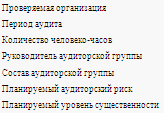 Проверяемая организация
Период аудита
Количество человеко-часов
Руководитель аудиторской группы
Состав аудиторской группы
Планируемый аудиторский риск
Планируемый уровень существенности